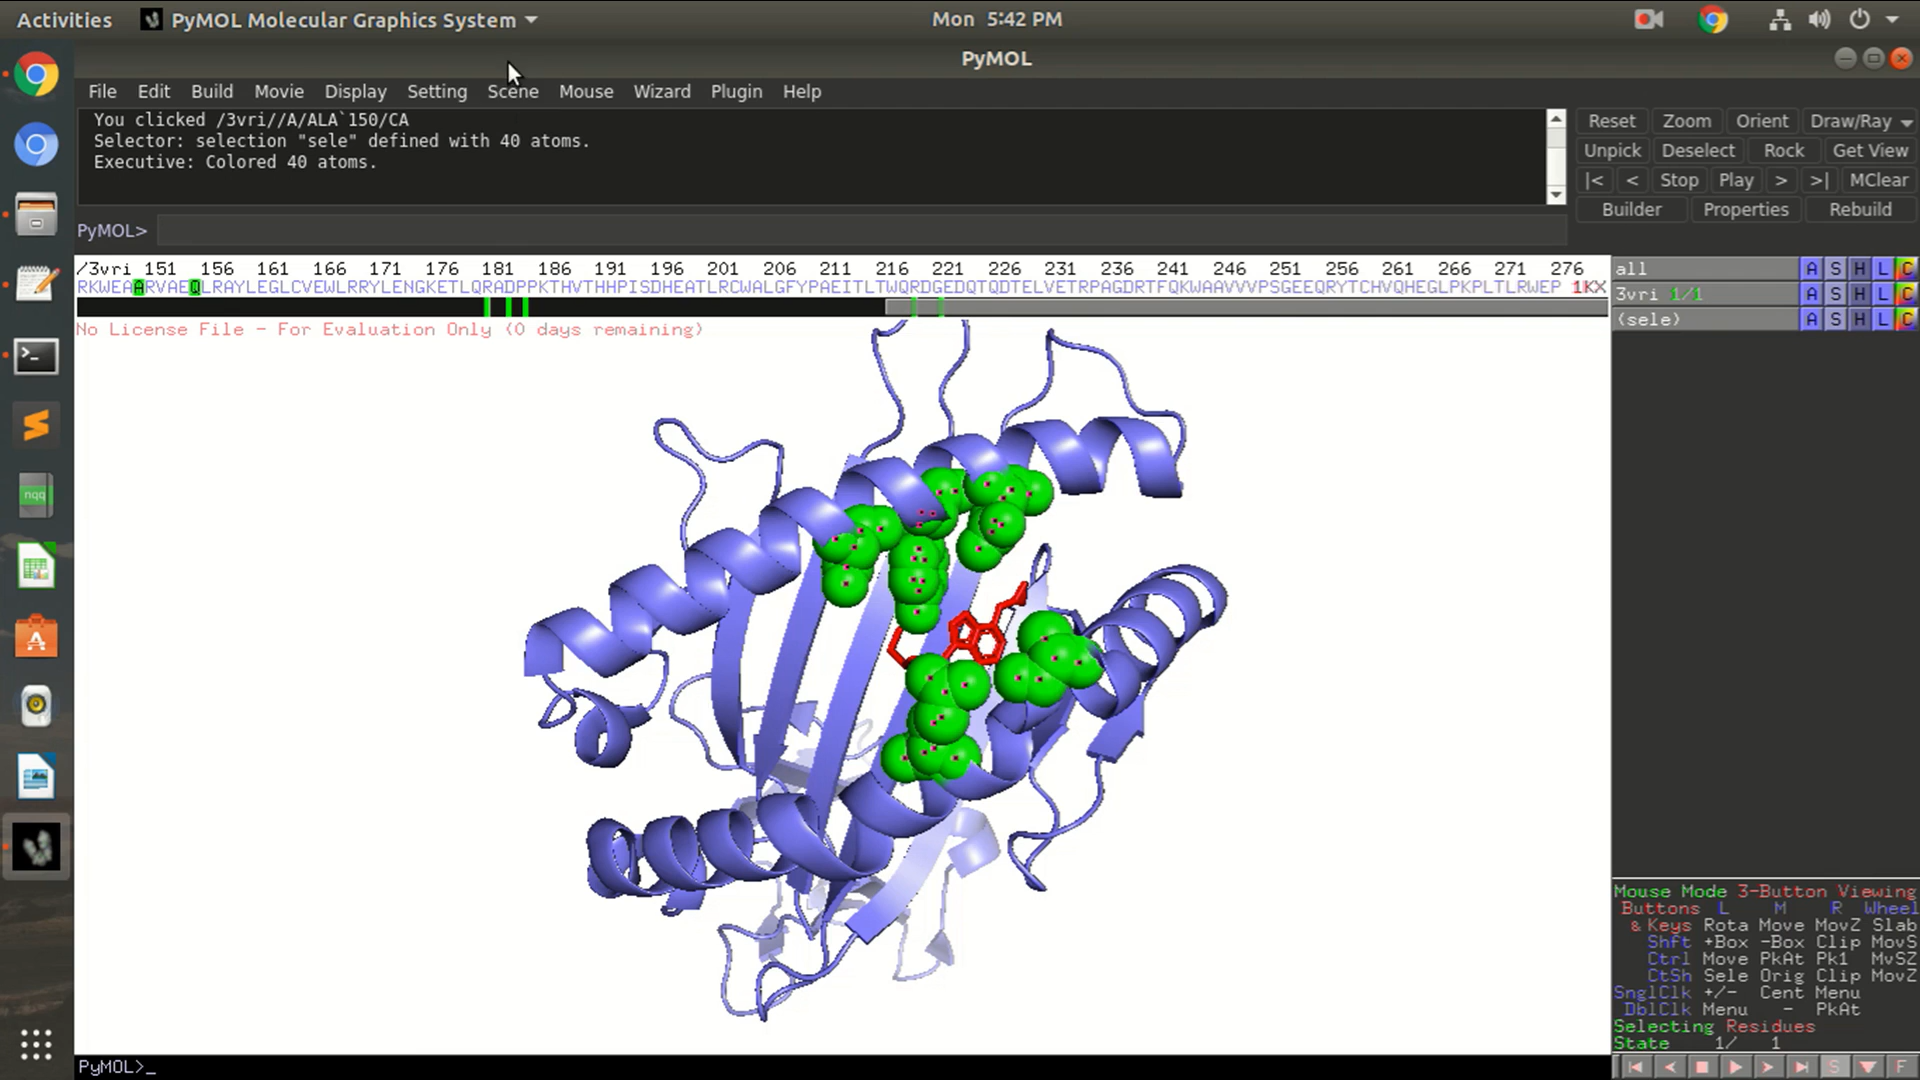 Activities PyMOL Molecular Graphics System Mon 5:42 PM
PyMOL
File Edit Build Movie Display Setting Scene Mouse Wizard Plugin Help
You clicked /3vri//A/ALA`150/CA
Selector: selection "sele" defined with 40 atoms.
Executive: Colored 40 atoms.
Reset Zoom Orient Draw/Ray
Unpick Deselect Rock Get View
|< < Stop Play > >| MClear
Builder Properties Rebuild
PyMOL>
/3vri 151 156 161 166 171 176 181 186 191 196 201 206 211 216 221 226 231 236 241 246 251 256 261 266 271 276
RKWEAARVAEQLRAYLEGLCVEWLRRYLENGKETLQRADPPKTHVTHHPISDHEATLRCWALGFYPAEITLTWQRDGEDQTQDTELVETRPAGDRTFQKWAAVVVPSGEEQRYTCHVQHEGLPKPLTLRWEP 1KX
No License File - For Evaluation Only (0 days remaining)
all A S H L C
3vri 1/1 A S H L C
(sele) A S H L C
nqq
Mouse Mode 3-Button Viewing
Buttons L M R Wheel
& Keys Rota Move MovZ Slab
Shft +Box -Box Clip MovS
Ctrl Move PkAt Pk1 MvSZ
CtSh Sele Orig Clip MovZ
SnglClk +/- Cent Menu
DblClk Menu - PkAt
Selecting Residues
State 1/ 1
PyMOL>_
S F